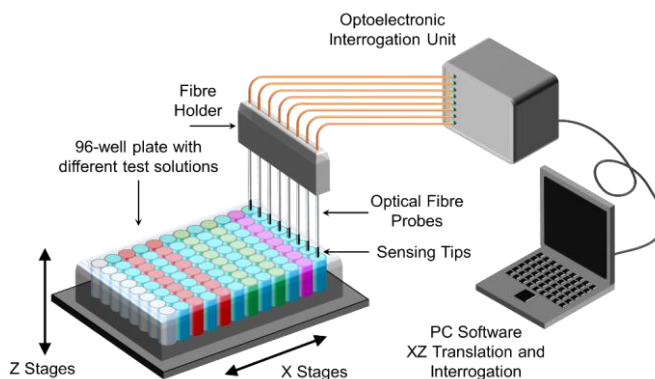 Optoelectronic
Interrogation Unit
Fibre
Holder
96-well plate with
different test solutions
Optical Fibre
Probes
Sensing Tips
Z Stages
X Stages
PC Software
XZ Translation and
Interrogation